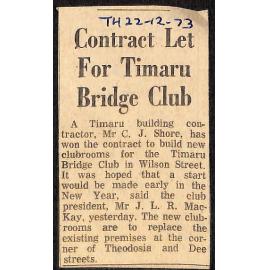 TH 22-12-73
Contract Let
For Timaru
Bridge Club
A Timaru building con-
tractor, Mr C. J. Shore, has
won the contract to build new
clubrooms for the Timaru
Bridge Club in Wilson Street.
It was hoped that a start
would be made early in the
New Year, said the club
president, Mr J. L. R. Mac-
Kay, yesterday. The new club-
rooms are to replace the
existing premises at the cor-
ner of Theodosia and Dee
streets.